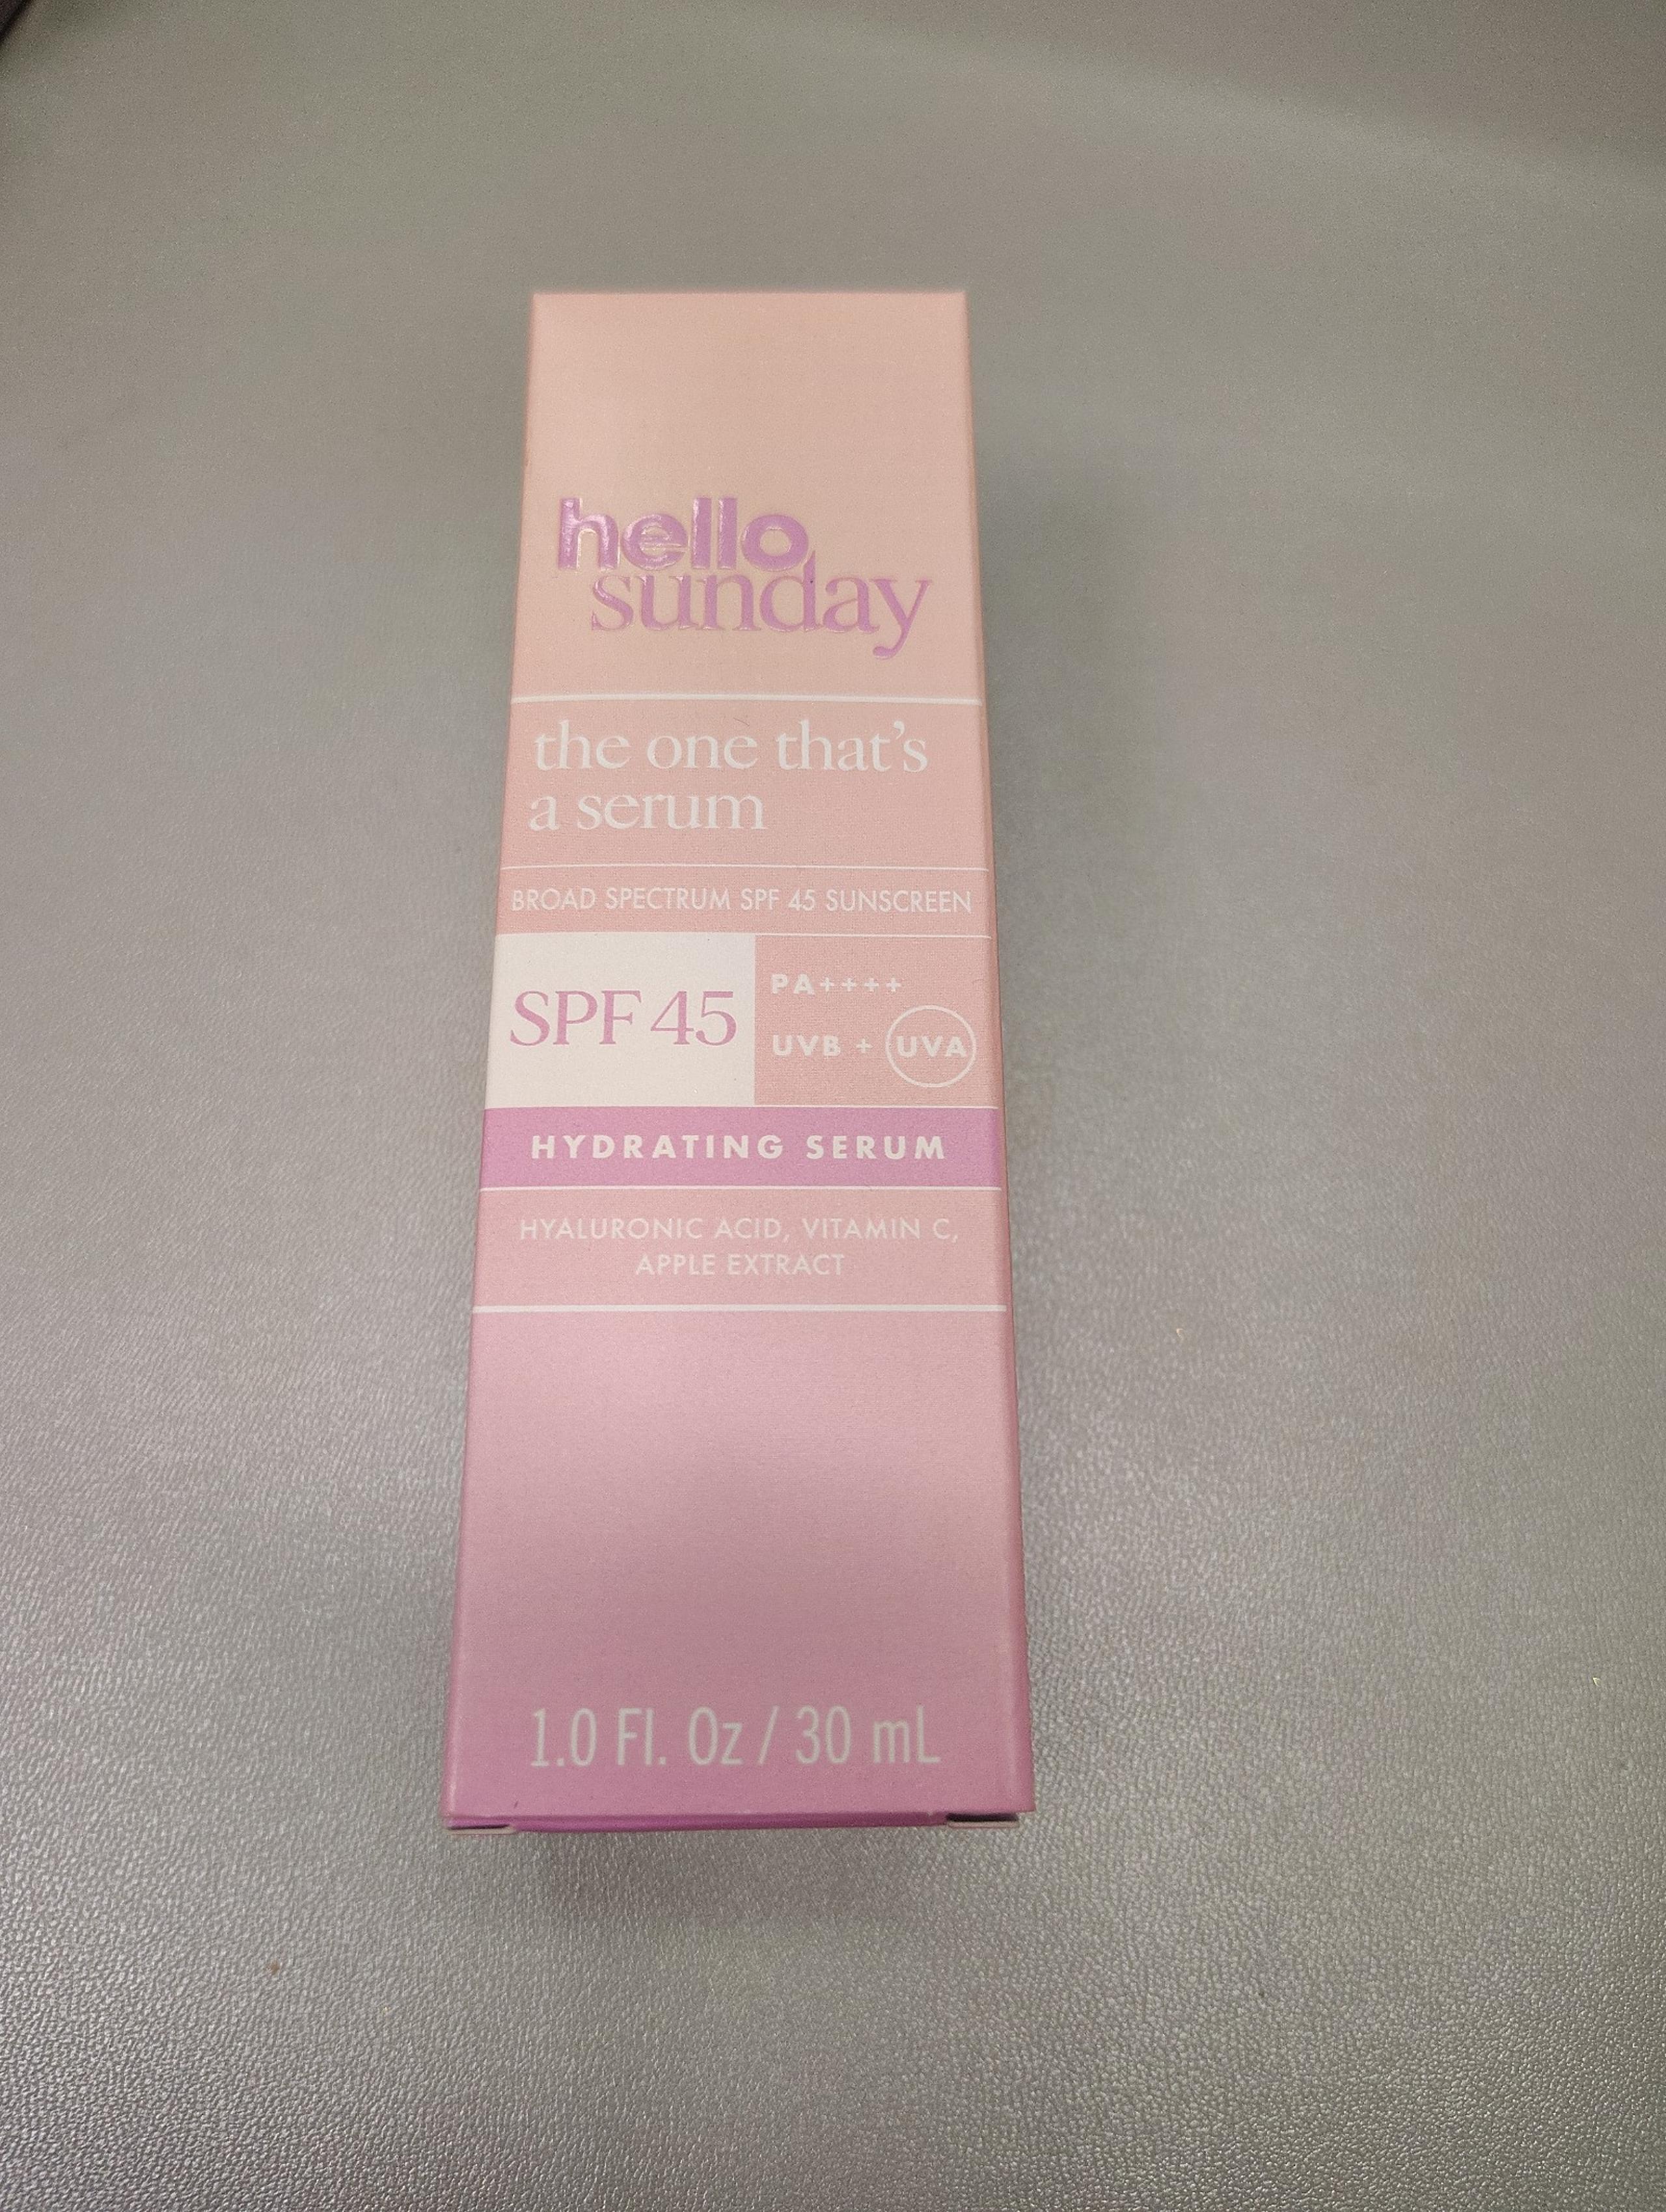 hello
sunday
the one that's
a serum
BROAD SPECTRUM SPF 45 SUNSCREEN
SPF 45
PA++++
UVB + UVA
HYDRATING SERUM
HYALURONIC ACID, VITAMIN C,
APPLE EXTRACT
1.0 Fl. Oz / 30 mL